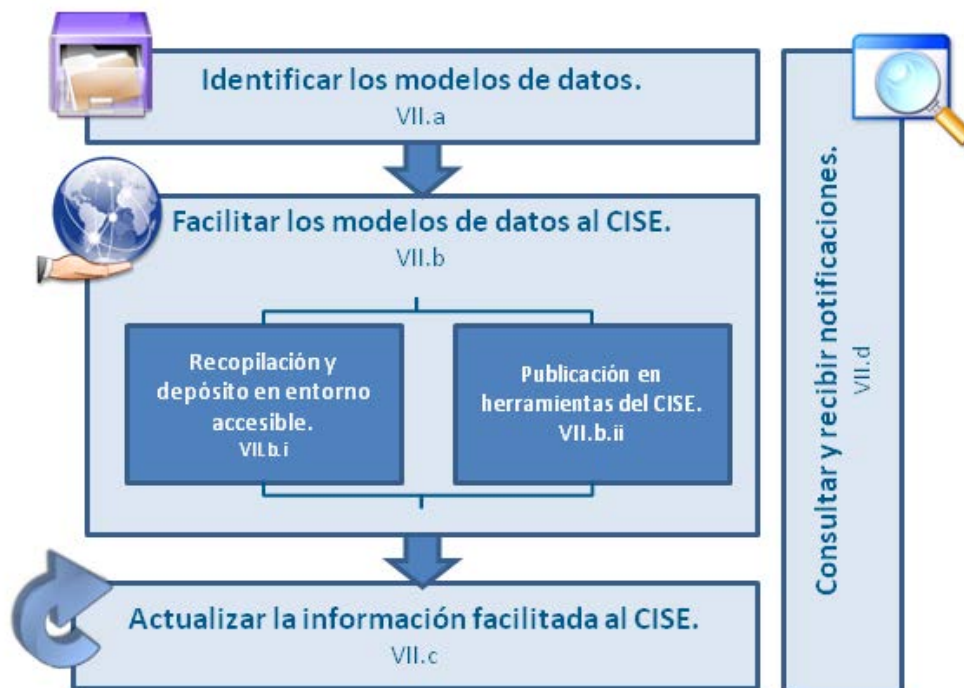 Identificar los modelos de datos.
VII.a
Facilitar los modelos de datos al CISE.
VII.b
Recopilación y
depósito en entorno
accesible.
VII.b.i
Publicación en
herramientas del CISE.
VII.b.ii
Actualizar la información facilitada al CISE.
VII.c
Consultar y recibir notificaciones.
VII.d